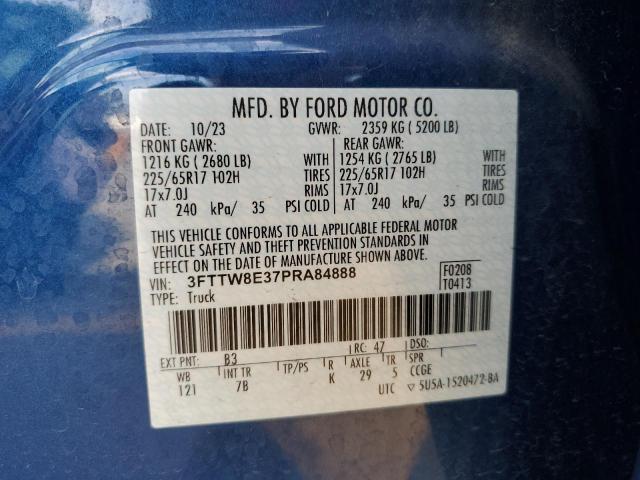 MFD. BY FORD MOTOR CO.
DATE: 10/23 GVWR: 2359 KG ( 5200 LB)
FRONT GAWR: REAR GAWR:
1216 KG ( 2680 LB) WITH 1254 KG ( 2765 LB) WITH
225/65R17 102H TIRES 225/65R17 102H TIRES
17x7.0J RIMS 17x7.0J RIMS
AT 240 kPa/ 35 PSI COLD AT 240 kPa/ 35 PSI COLD
THIS VEHICLE CONFORMS TO ALL APPLICABLE FEDERAL MOTOR
VEHICLE SAFETY AND THEFT PREVENTION STANDARDS IN
EFFECT ON THE DATE OF MANUFACTURE SHOWN ABOVE.
VIN: 3FTTW8E37PRA84888 F0208
TYPE: Truck T0413
EXT PNT: B3 RC: 47 DSO:
WB INT TR TP/PS R AXLE TR SPR
121 7B K 29 5 CCGE
UTC ▽ 5U5A-1520472-BA